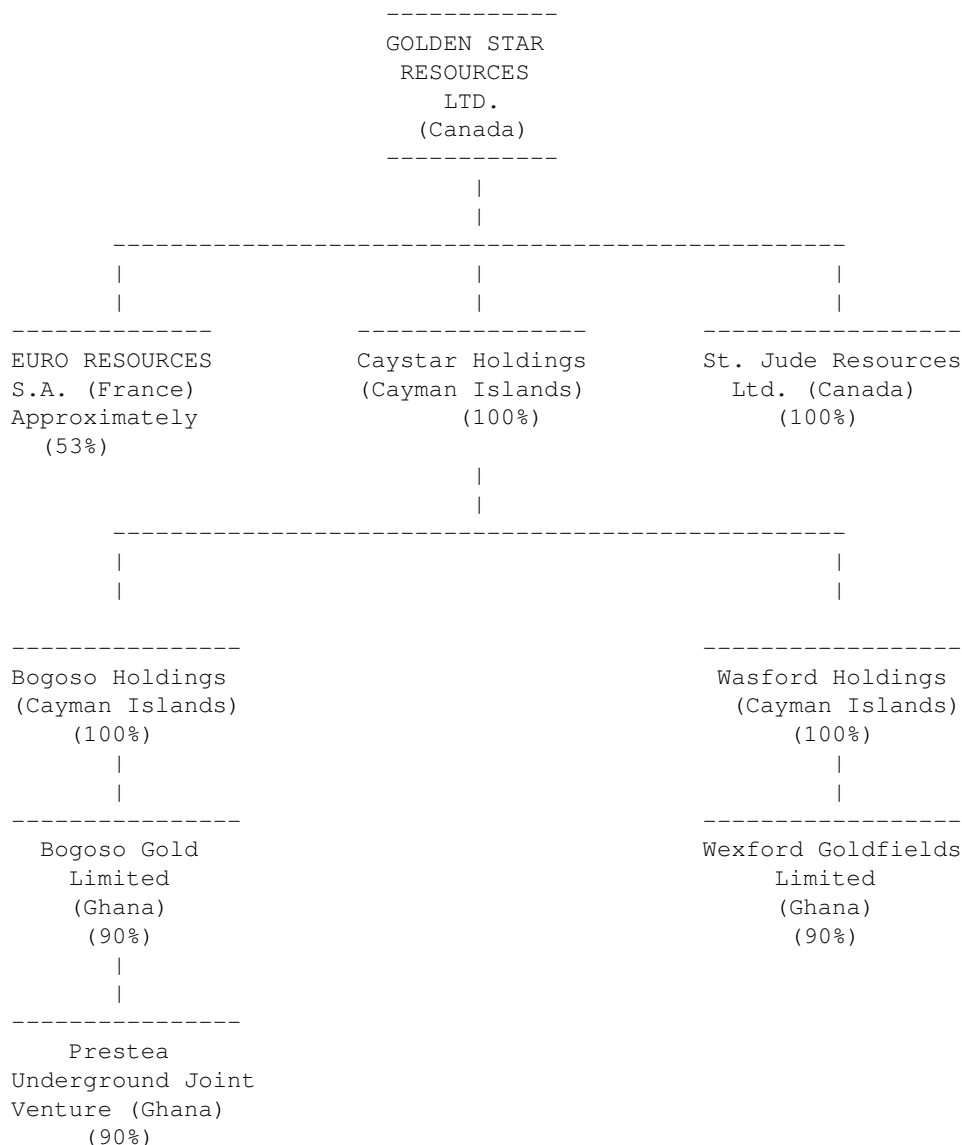 GOLDEN STAR
RESOURCES
LTD.
(Canada)
EURO RESOURCES
S.A. (France)
Approximately
(53%)
Caystar Holdings
(Cayman Islands)
(100%)
St. Jude Resources
Ltd. (Canada)
(100%)
Bogoso Holdings
(Cayman Islands)
(100%)
Wasford Holdings
(Cayman Islands)
(100%)
Bogoso Gold
Limited
(Ghana)
(90%)
Wexford Goldfields
Limited
(Ghana)
(90%)
Prestea
Underground Joint
Venture (Ghana)
(90%)